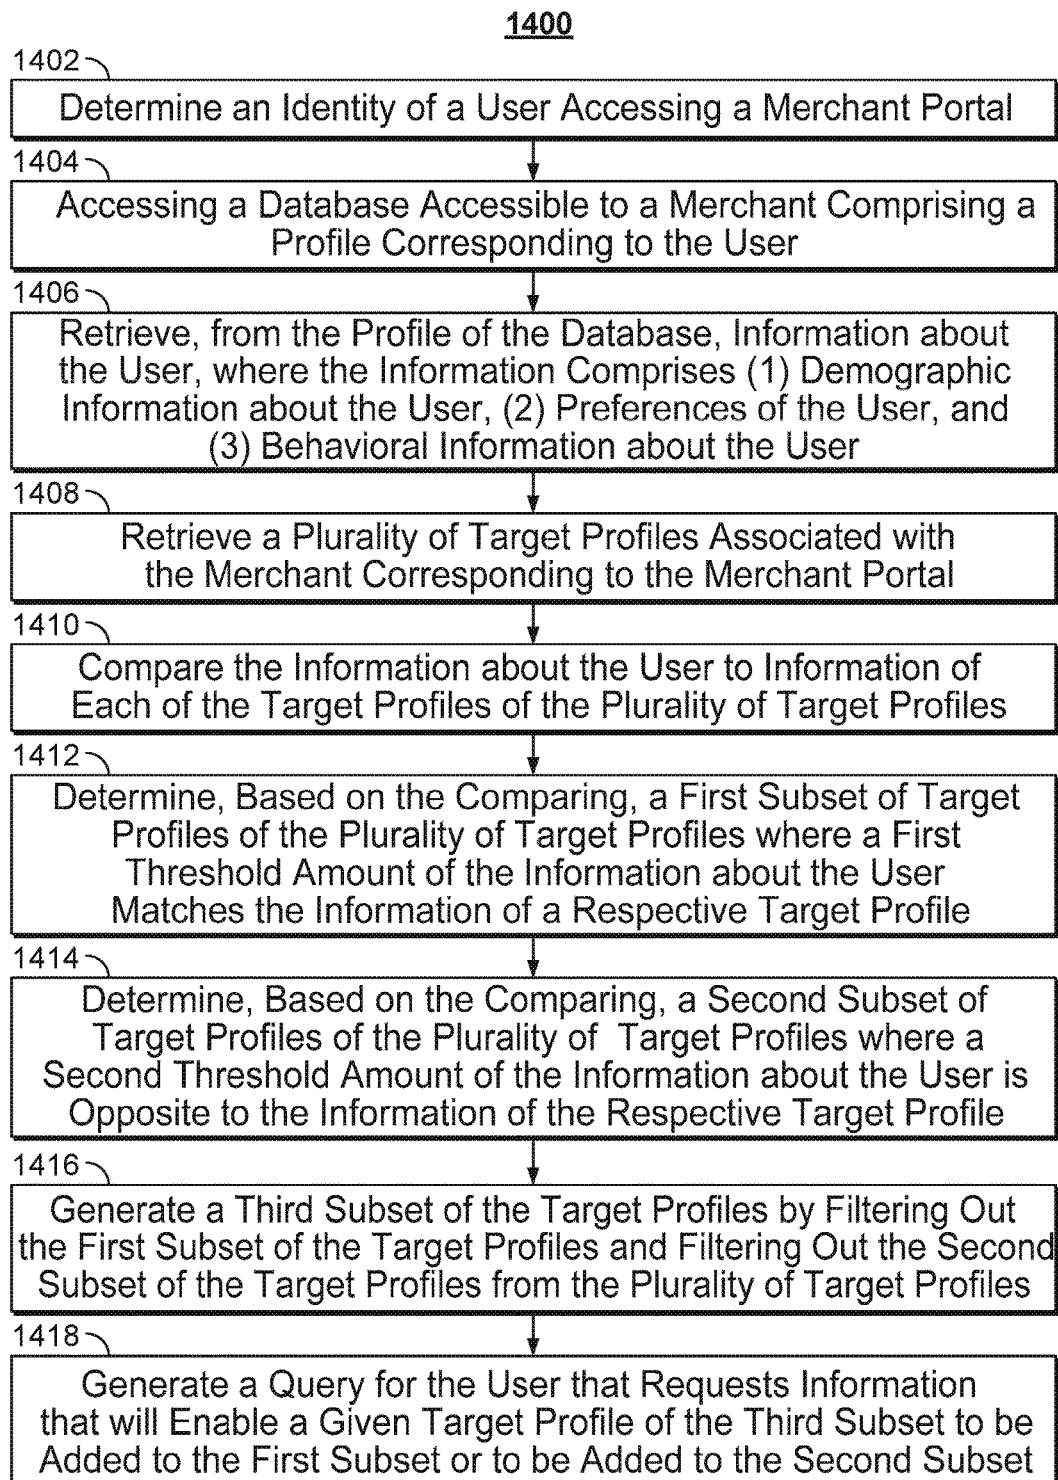 1400
1402
Determine an Identity of a User Accessing a Merchant Portal
1404
Accessing a Database Accessible to a Merchant Comprising a
Profile Corresponding to the User
1406
Retrieve, from the Profile of the Database, Information about
the User, where the Information Comprises (1) Demographic
Information about the User, (2) Preferences of the User, and
(3) Behavioral Information about the User
1408
Retrieve a Plurality of Target Profiles Associated with
the Merchant Corresponding to the Merchant Portal
1410
Compare the Information about the User to Information of
Each of the Target Profiles of the Plurality of Target Profiles
1412
Determine, Based on the Comparing, a First Subset of Target
Profiles of the Plurality of Target Profiles where a First
Threshold Amount of the Information about the User
Matches the Information of a Respective Target Profile
1414
Determine, Based on the Comparing, a Second Subset of
Target Profiles of the Plurality of Target Profiles where a
Second Threshold Amount of the Information about the User is
Opposite to the Information of the Respective Target Profile
1416
Generate a Third Subset of the Target Profiles by Filtering Out
the First Subset of the Target Profiles and Filtering Out the Second
Subset of the Target Profiles from the Plurality of Target Profiles
1418
Generate a Query for the User that Requests Information
that will Enable a Given Target Profile of the Third Subset to be
Added to the First Subset or to be Added to the Second Subset